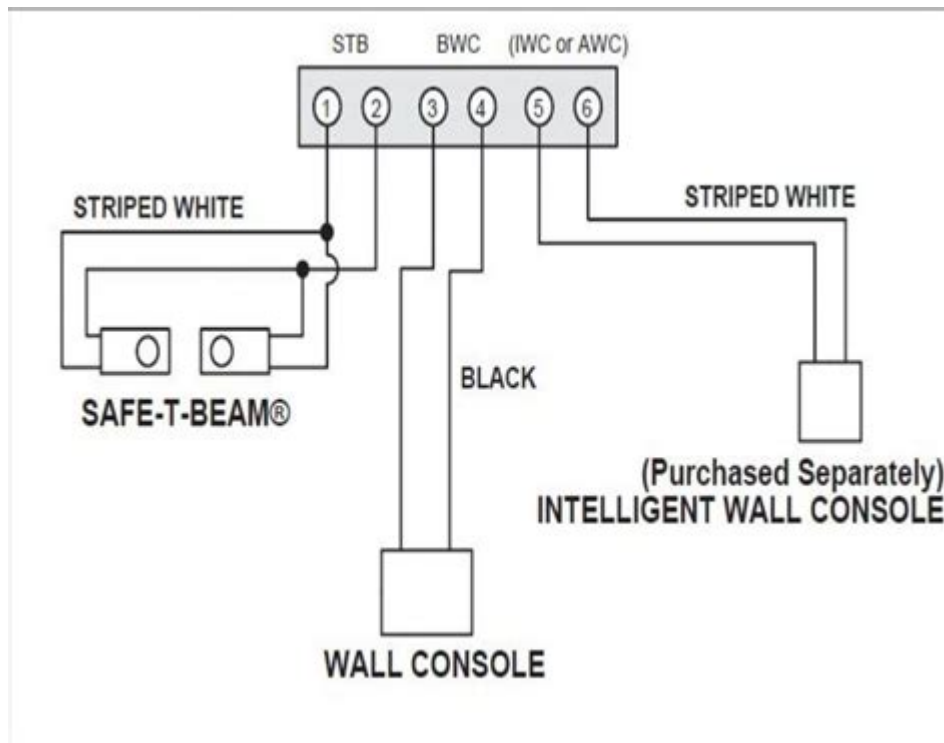 STB BWC (IWC or AWC)
1 2 3 4 5 6
STRIPED WHITE
STRIPED WHITE
BLACK
SAFE-T-BEAM®
(Purchased Separately)
INTELLIGENT WALL CONSOLE
WALL CONSOLE